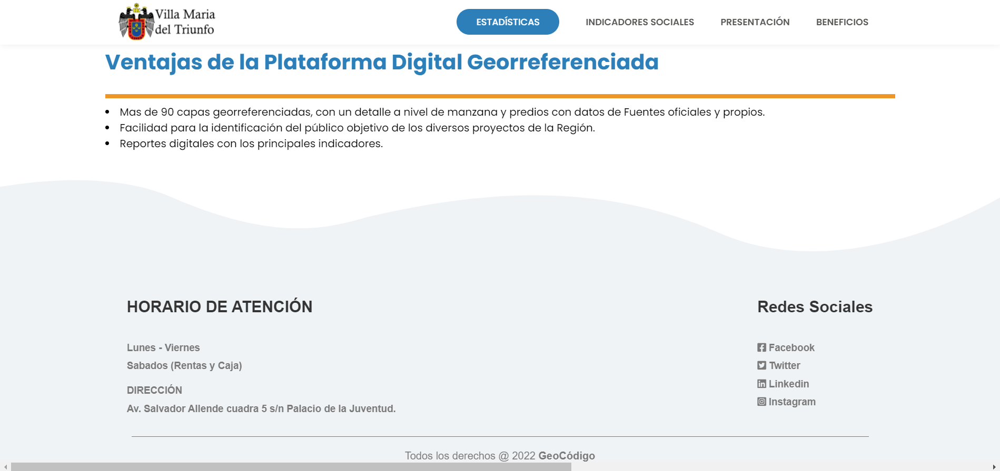 Villa Maria
del Triunfo
ESTADÍSTICAS
INDICADORES SOCIALES
PRESENTACIÓN
BENEFICIOS
Ventajas de la Plataforma Digital Georreferenciada
• Mas de 90 capas georreferenciadas, con un detalle a nivel de manzana y predios con datos de Fuentes oficiales y propios.
• Facilidad para la identificación del público objetivo de los diversos proyectos de la Región.
• Reportes digitales con los principales indicadores.
HORARIO DE ATENCIÓN
Lunes - Viernes
Sabados (Rentas y Caja)
DIRECCIÓN
Av. Salvador Allende cuadra 5 s/n Palacio de la Juventud.
Redes Sociales
Facebook
Twitter
Linkedin
Instagram
Todos los derechos @ 2022 GeoCódigo